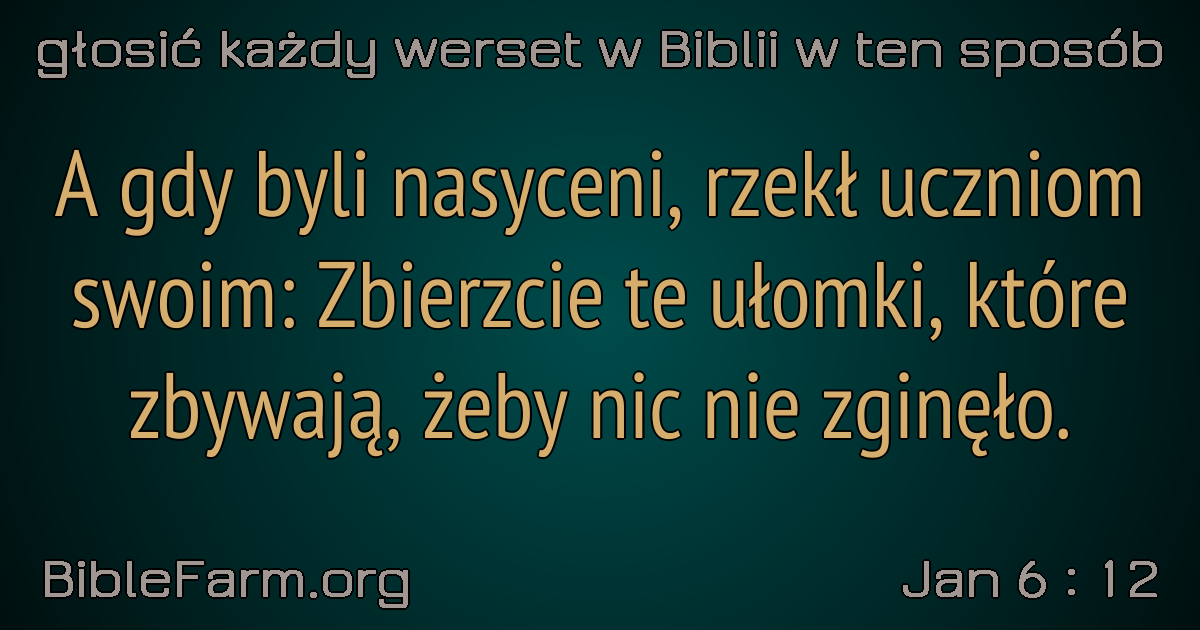 głosić każdy werset w Biblii w ten sposób
A gdy byli nasyceni, rzekł uczniom
swoim: Zbierzcie te ułomki, które
zbywają, żeby nic nie zginęło.
BibleFarm.org
Jan 6 : 12